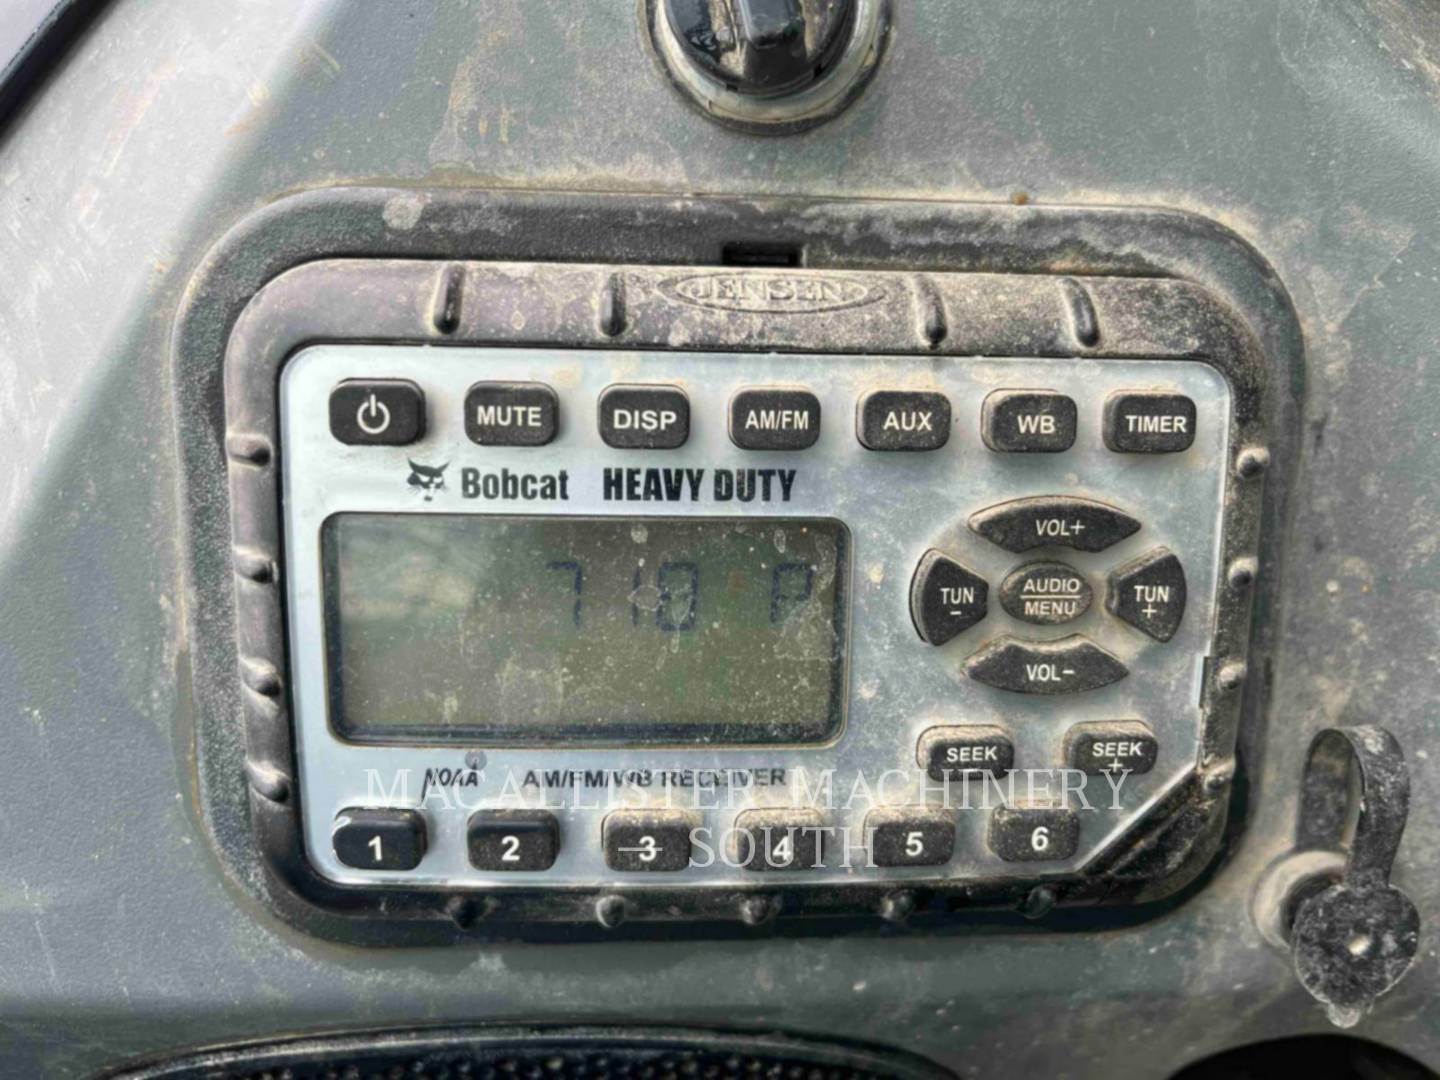 JENSEN
MUTE DISP AM/FM AUX WB TIMER
Bobcat HEAVY DUTY
VOL+
718 P
TUN - AUDIO MENU TUN +
VOL-
SEEK - SEEK +
NOAA AM/FM/WB RECEIVER
MACALLISTER MACHINERY
1 2 3 4 5 6
— SOUTH —